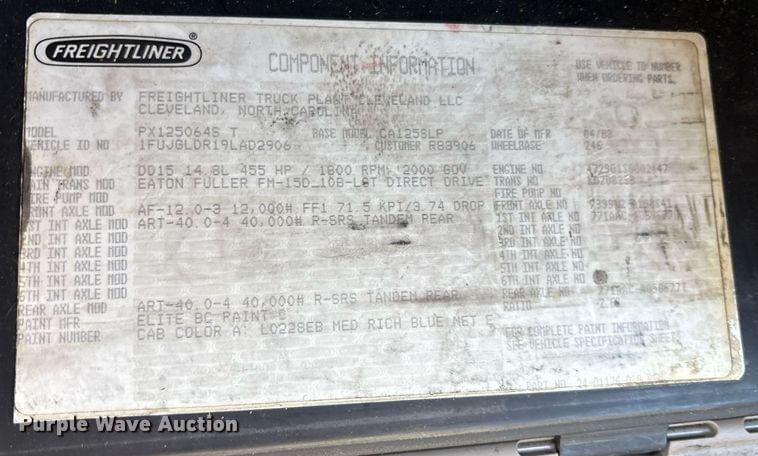 FREIGHTLINER®
COMPONENT INFORMATION
USE VEHICLE ID NUMBER
WHEN ORDERING PARTS.
MANUFACTURED BY FREIGHTLINER TRUCK PLANT CLEVELAND LLC
CLEVELAND, NORTH CAROLINA
MODEL PX125064S T BASE MODEL CA125SLP DATE OF MFR 04/08
VEHICLE ID NO 1FUJGLDR19LAD2906 CUSTOMER R83906 WHEELBASE 246
ENGINE MOD DD15 14.8L 455 HP / 1800 RPM; 2000 GOV ENGINE NO
MAIN TRANS MOD EATON FULLER FM-15D_10B-LST DIRECT DRIVE TRANS NO
FIRE PUMP MOD FIRE PUMP NO
FRONT AXLE MOD AF-12.0-3 12,000# FF1 71.5 KPI/3.74 DROP FRONT AXLE NO
1ST INT AXLE MOD ART-40.0-4 40,000# R-SRS TANDEM REAR 1ST INT AXLE NO
2ND INT AXLE MOD 2ND INT AXLE NO
3RD INT AXLE MOD 3RD INT AXLE NO
4TH INT AXLE MOD 4TH INT AXLE NO
5TH INT AXLE MOD 5TH INT AXLE NO
6TH INT AXLE MOD 6TH INT AXLE NO
REAR AXLE MOD ART-40.0-4 40,000# R-SRS TANDEM REAR REAR AXLE NO
RATIO
PAINT MFR ELITE BC PAINT C
PAINT NUMBER CAB COLOR A: L0228EB MED RICH BLUE NET E
FOR COMPLETE PAINT INFORMATION
SEE VEHICLE SPECIFICATION SHEET
PART NO.
Purple Wave Auction